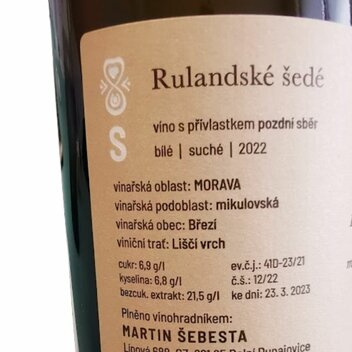 Rulandské šedé
S
víno s přívlastkem pozdní sběr
bílé | suché | 2022
vinařská oblast: MORAVA
vinařská podoblast: mikulovská
vinařská obec: Březí
viniční trať: Liščí vrch
cukr: 6,9 g/l ev.č.j.: 41D-23/21
kyselina: 6,8 g/l č.š.: 12/22
bezcuk. extrakt: 21,5 g/l ke dni: 23. 3. 2023
Plněno vinohradníkem:
MARTIN ŠEBESTA
Dolní Dunajovice